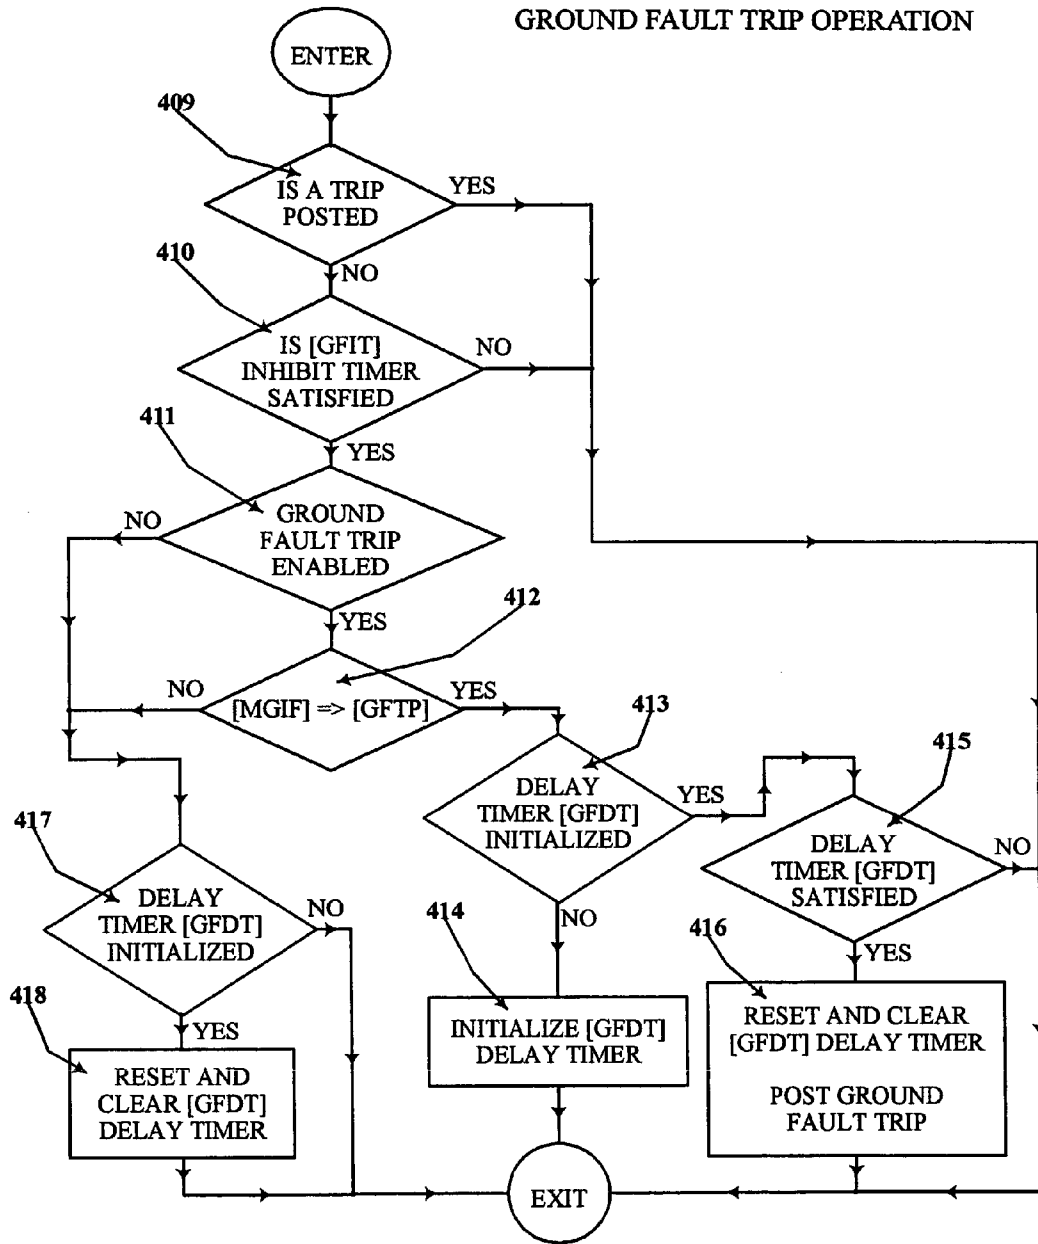 GROUND FAULT TRIP OPERATION
ENTER
409
IS A TRIP
POSTED
YES
NO
410
IS [GFIT]
INHIBIT TIMER
SATISFIED
NO
YES
411
GROUND
FAULT TRIP
ENABLED
NO
YES
412
[MGIF] => [GFTP]
NO
YES
413
DELAY
TIMER [GFDT]
INITIALIZED
YES
NO
415
DELAY
TIMER [GFDT]
SATISFIED
NO
YES
417
DELAY
TIMER [GFDT]
INITIALIZED
NO
YES
414
INITIALIZE [GFDT]
DELAY TIMER
416
RESET AND CLEAR
[GFDT] DELAY TIMER
POST GROUND
FAULT TRIP
418
RESET AND
CLEAR [GFDT]
DELAY TIMER
EXIT